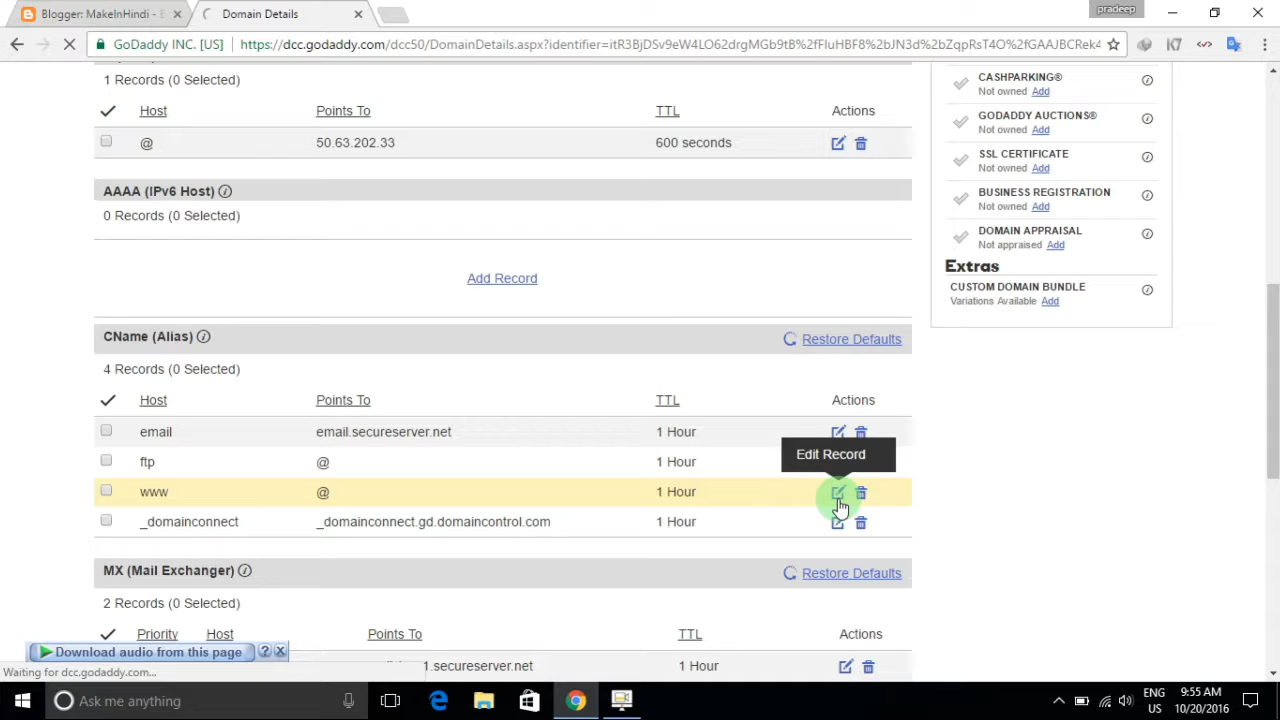 Blogger: MakeInHindi - E
Domain Details
pradeep
GoDaddy INC. [US]
https://dcc.godaddy.com/dcc50/DomainDetails.aspx?identifier=itR3BjDSv9eW4LO62drgMGb9tB%2fFIuHBF8%2bJN3d%2bZqpRsT4O%2fGAAJBCRek4
1 Records (0 Selected)
Host Points To TTL Actions
@ 50.63.202.33 600 seconds
AAAA (IPv6 Host)
0 Records (0 Selected)
Add Record
CName (Alias) Restore Defaults
4 Records (0 Selected)
Host Points To TTL Actions
email email.secureserver.net 1 Hour
Edit Record
ftp @ 1 Hour
www @ 1 Hour
_domainconnect _domainconnect.gd.domaincontrol.com 1 Hour
MX (Mail Exchanger) Restore Defaults
2 Records (0 Selected)
Priority Host Points To TTL Actions
1.secureserver.net 1 Hour
CASHPARKING®
Not owned Add
GODADDY AUCTIONS®
Not owned Add
SSL CERTIFICATE
Not owned Add
BUSINESS REGISTRATION
Not owned Add
DOMAIN APPRAISAL
Not appraised Add
Extras
CUSTOM DOMAIN BUNDLE
Variations Available Add
Download audio from this page ? X
Waiting for dcc.godaddy.com...
Ask me anything
ENG
US
9:55 AM
10/20/2016